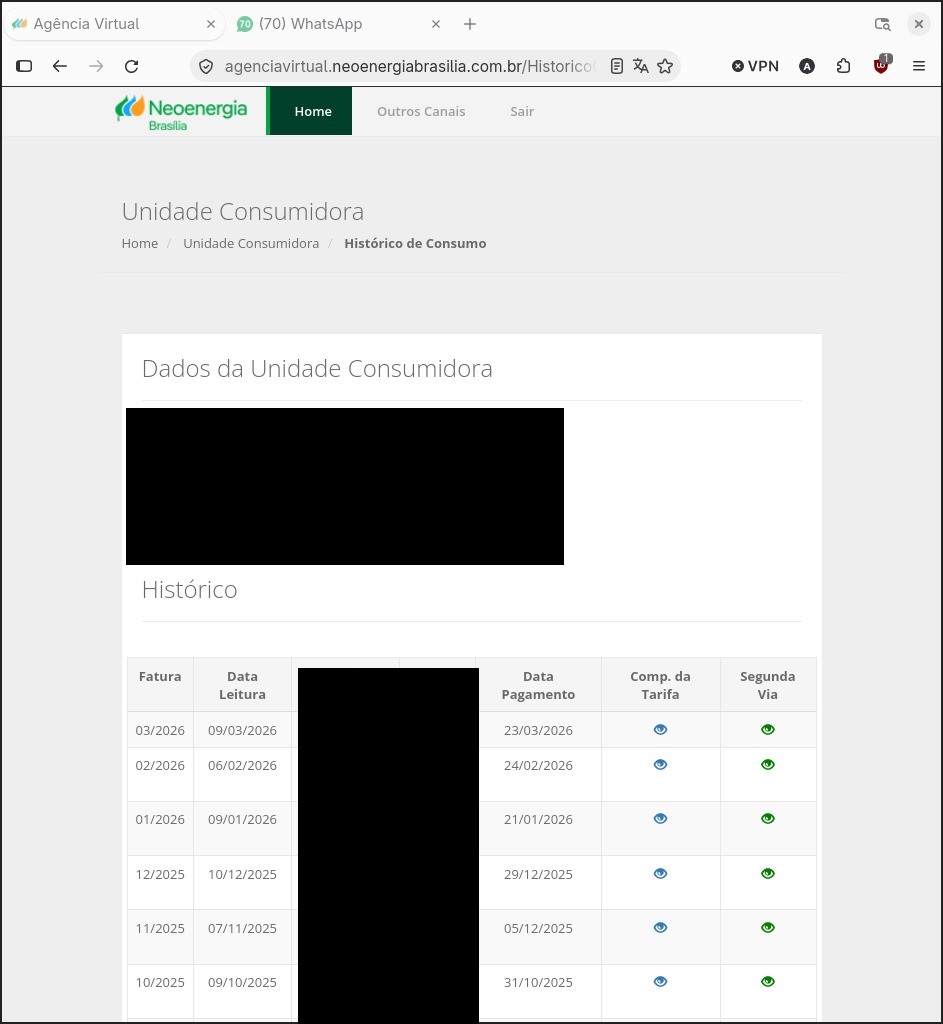 Agência Virtual
70 (70) WhatsApp
agenciavirtual.neoenergiabrasilia.com.br/Historico
VPN
A
1
Neoenergia
Brasília
Home
Outros Canais
Sair
Unidade Consumidora
Home / Unidade Consumidora / Histórico de Consumo
Dados da Unidade Consumidora
Histórico
Fatura Data Leitura Data Pagamento Comp. da Tarifa Segunda Via
03/2026 09/03/2026 23/03/2026
02/2026 06/02/2026 24/02/2026
01/2026 09/01/2026 21/01/2026
12/2025 10/12/2025 29/12/2025
11/2025 07/11/2025 05/12/2025
10/2025 09/10/2025 31/10/2025